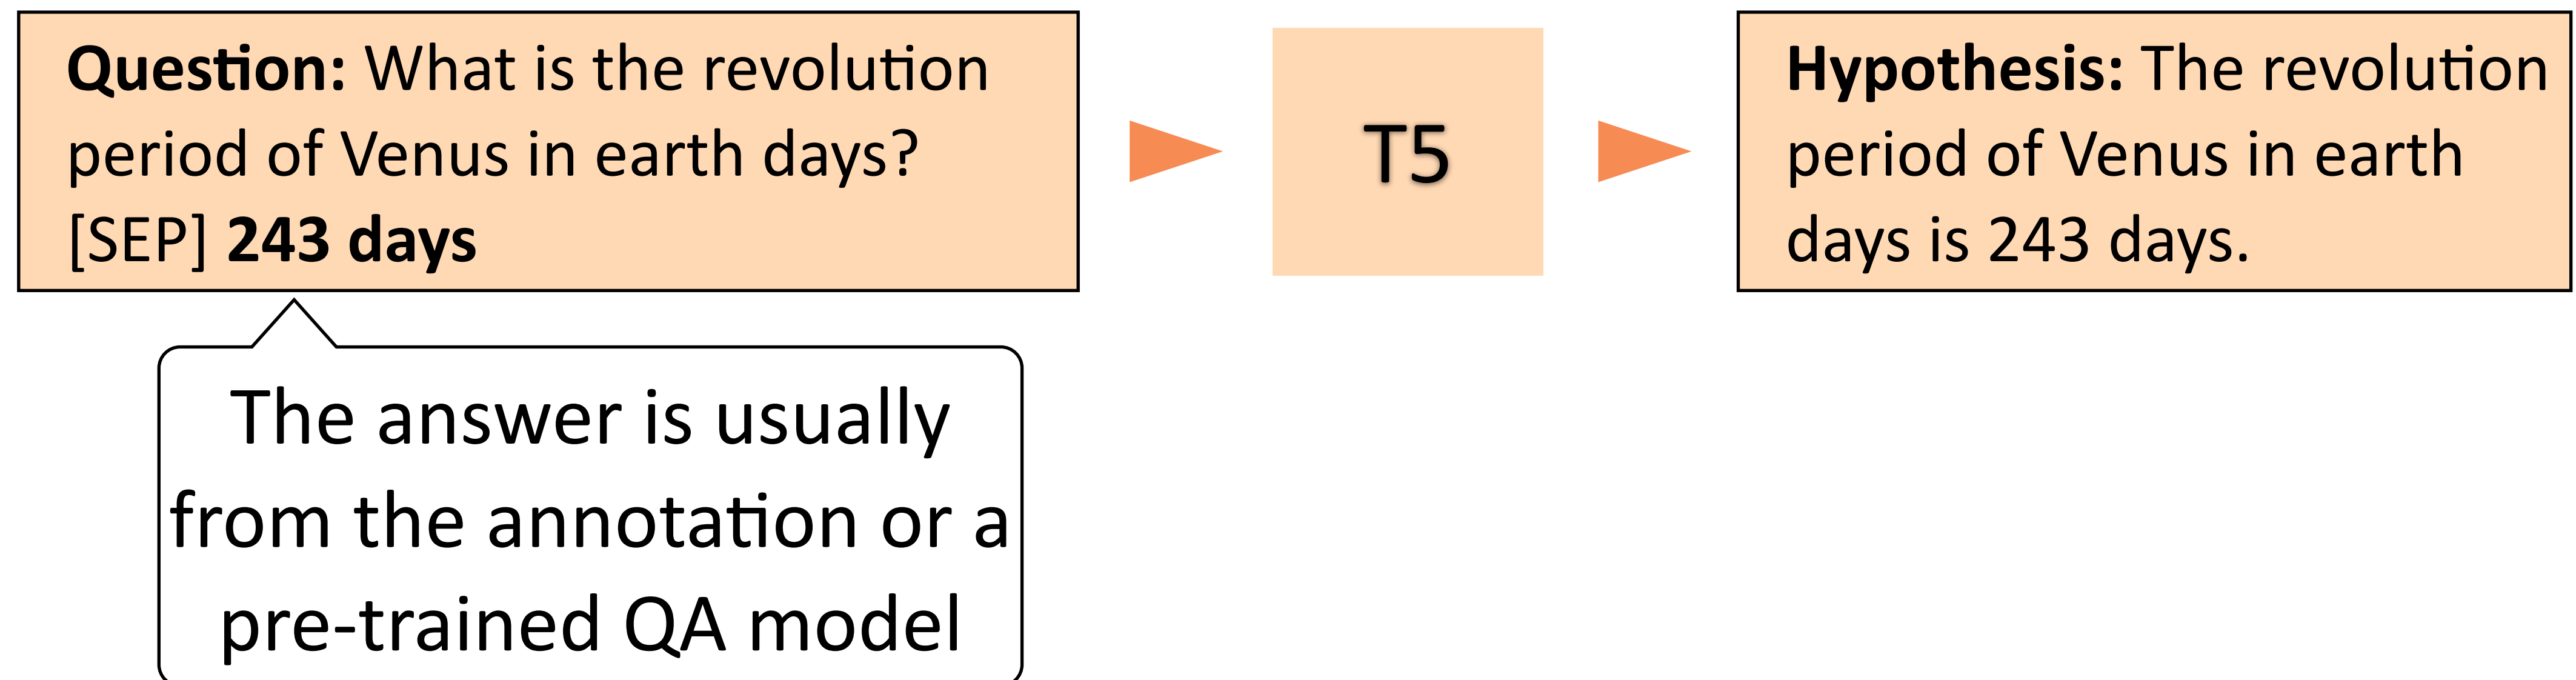 Question: What is the revolution
period of Venus in earth days?
[SEP] 243 days
T5
Hypothesis: The revolution
period of Venus in earth
days is 243 days.
The answer is usually
from the annotation or a
pre-trained QA model